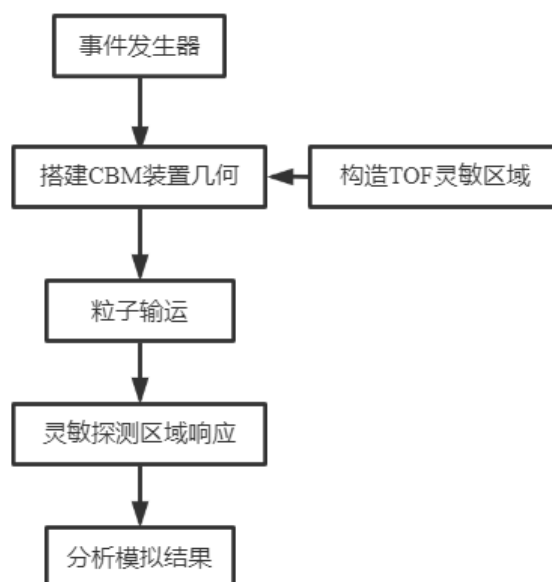 事件发生器
搭建CBM装置几何
构造TOF灵敏区域
粒子输运
灵敏探测区域响应
分析模拟结果